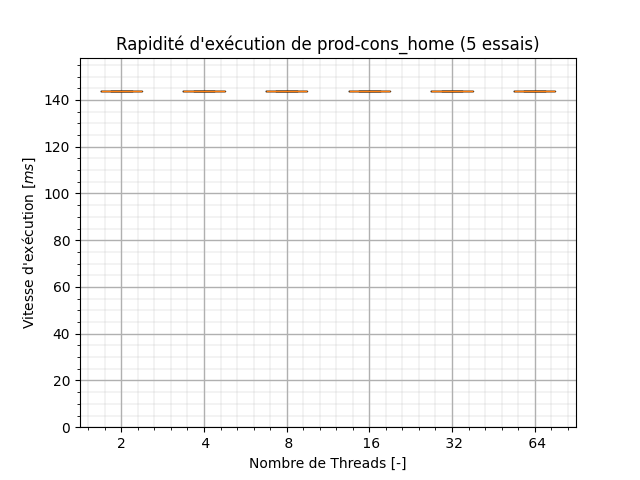 Rapidité d'exécution de prod-cons_home (5 essais)
140
120
100
80
60
40
20
0
Vitesse d'exécution [ms]
2 4 8 16 32 64
Nombre de Threads [-]